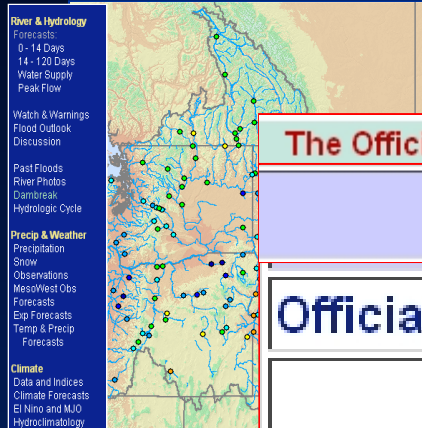 River & Hydrology
Forecasts:
0 - 14 Days
14 - 120 Days
Water Supply
Peak Flow
Watch & Warnings
Flood Outlook
Discussion
Past Floods
River Photos
Dambreak
Hydrologic Cycle
Precip & Weather
Precipitation
Snow
Observations
MesoWest Obs
Forecasts
Exp Forecasts
Temp & Precip
Forecasts
Climate
Data and Indices
Climate Forecasts
El Nino and MJO
Hydroclimatology
The Offici
Officia